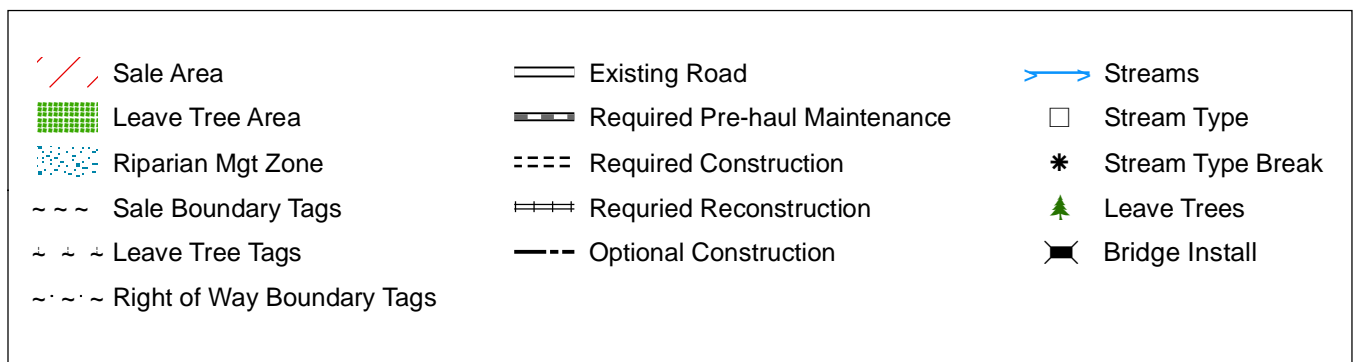 Sale Area
Leave Tree Area
Riparian Mgt Zone
Sale Boundary Tags
Leave Tree Tags
Right of Way Boundary Tags
Existing Road
Required Pre-haul Maintenance
Required Construction
Requried Reconstruction
Optional Construction
Streams
Stream Type
Stream Type Break
Leave Trees
Bridge Install